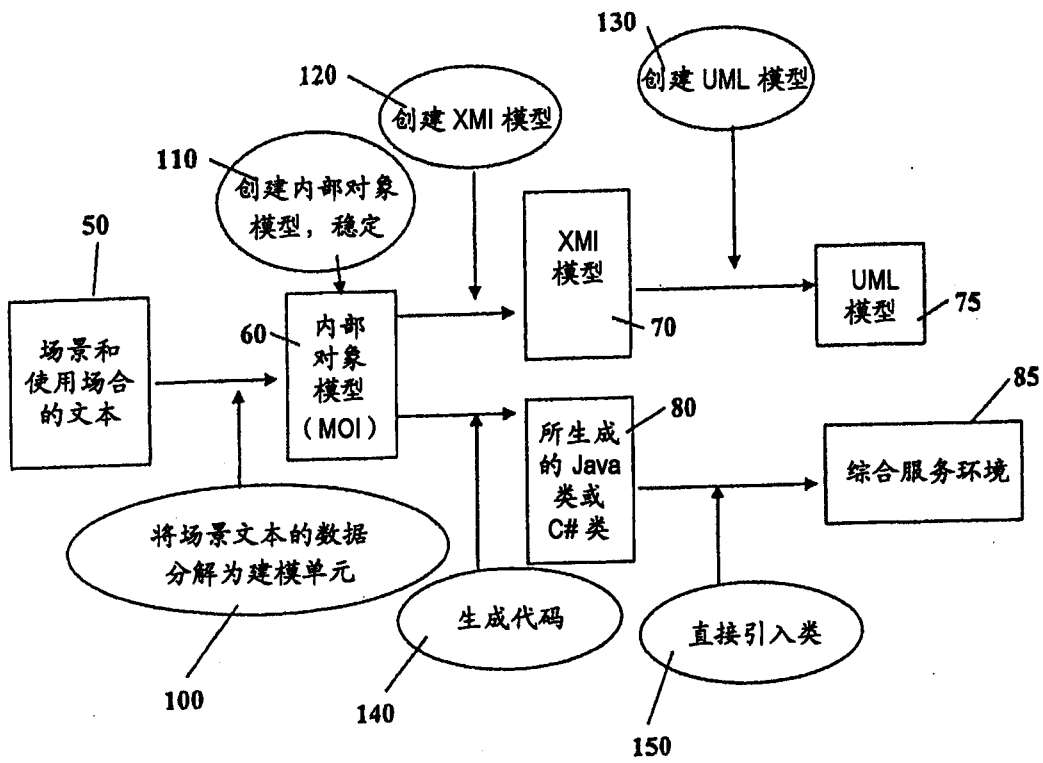 130
创建 UML 模型
120
创建 XMI 模型
110
创建内部对象
模型，稳定
50
场景和
使用场合
的文本
60
内部
对象
模型
（MOI）
XMI
模型
70
UML
模型
75
80
所生成
的 Java
类或
C# 类
85
综合服务环境
将场景文本的数据
分解为建模单元
100
生成代码
140
直接引入类
150